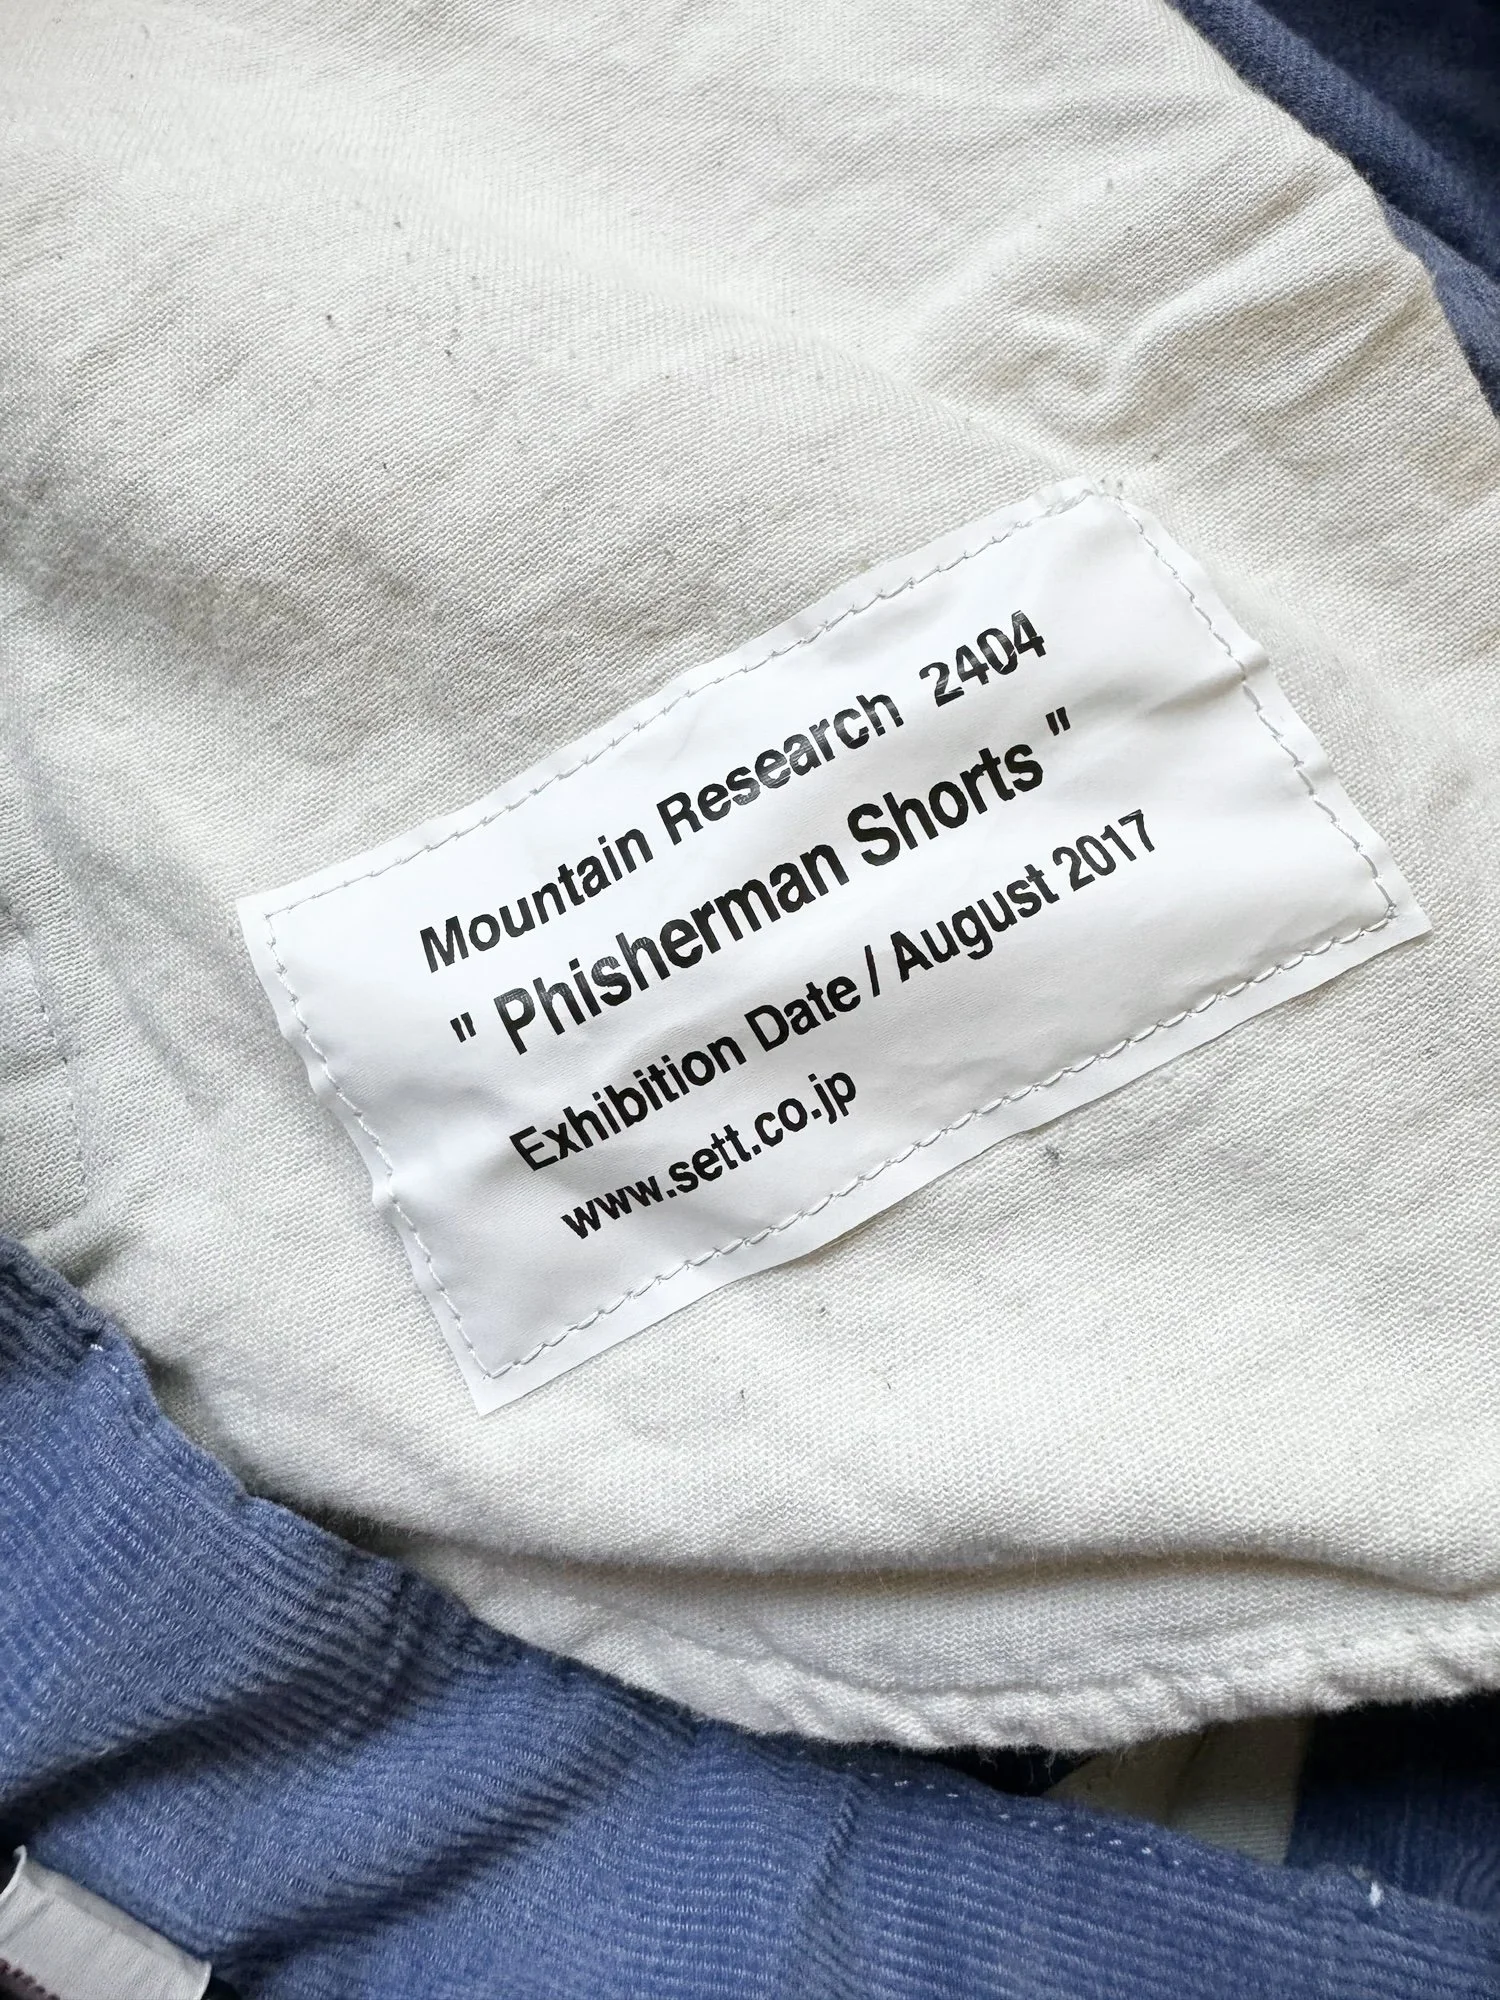 Mountain Research 2404
" Phisherman Shorts "
Exhibition Date / August 2017
www.sett.co.jp